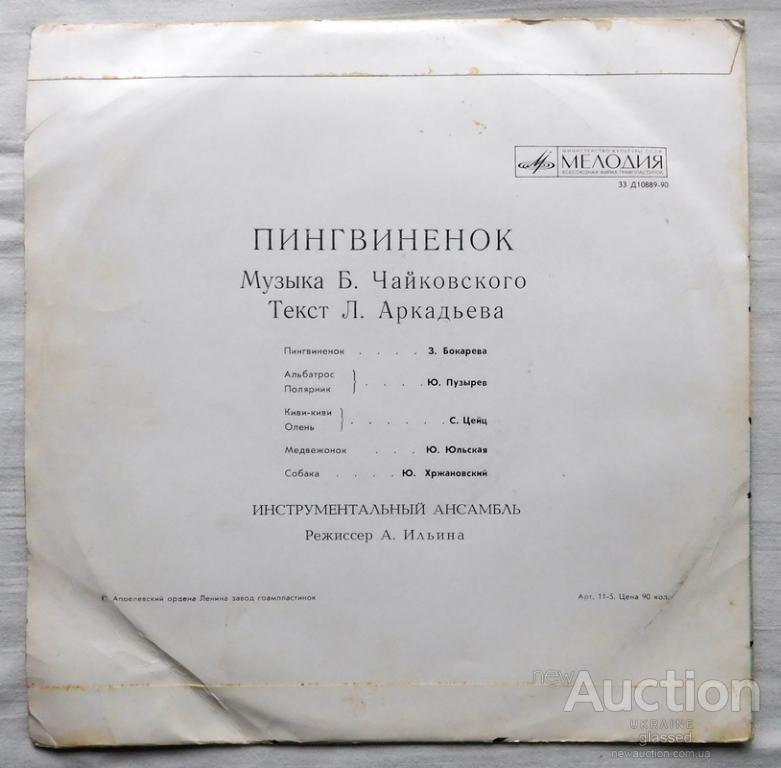 МИНИСТЕРСТВО КУЛЬТУРЫ СССР
МЕЛОДИЯ
ВСЕСОЮЗНАЯ ФИРМА ГРАМПЛАСТИНОК
33 Д10889-90
ПИНГВИНЕНОК
Музыка Б. Чайковского
Текст Л. Аркадьева
Пингвиненок . . . . З. Бокарева
Альбатрос
Полярник } . . . . Ю. Пузырев
Киви-киви
Олень } . . . . . . С. Цейц
Медвежонок . . . Ю. Юльская
Собака . . . . Ю. Хржановский
ИНСТРУМЕНТАЛЬНЫЙ АНСАМБЛЬ
Режиссер А. Ильина
© Апрелевский ордена Ленина завод грампластинок
Арт. 11-5. Цена 90 коп.
new Auction
UKRAINE
glassed
newauction.com.ua